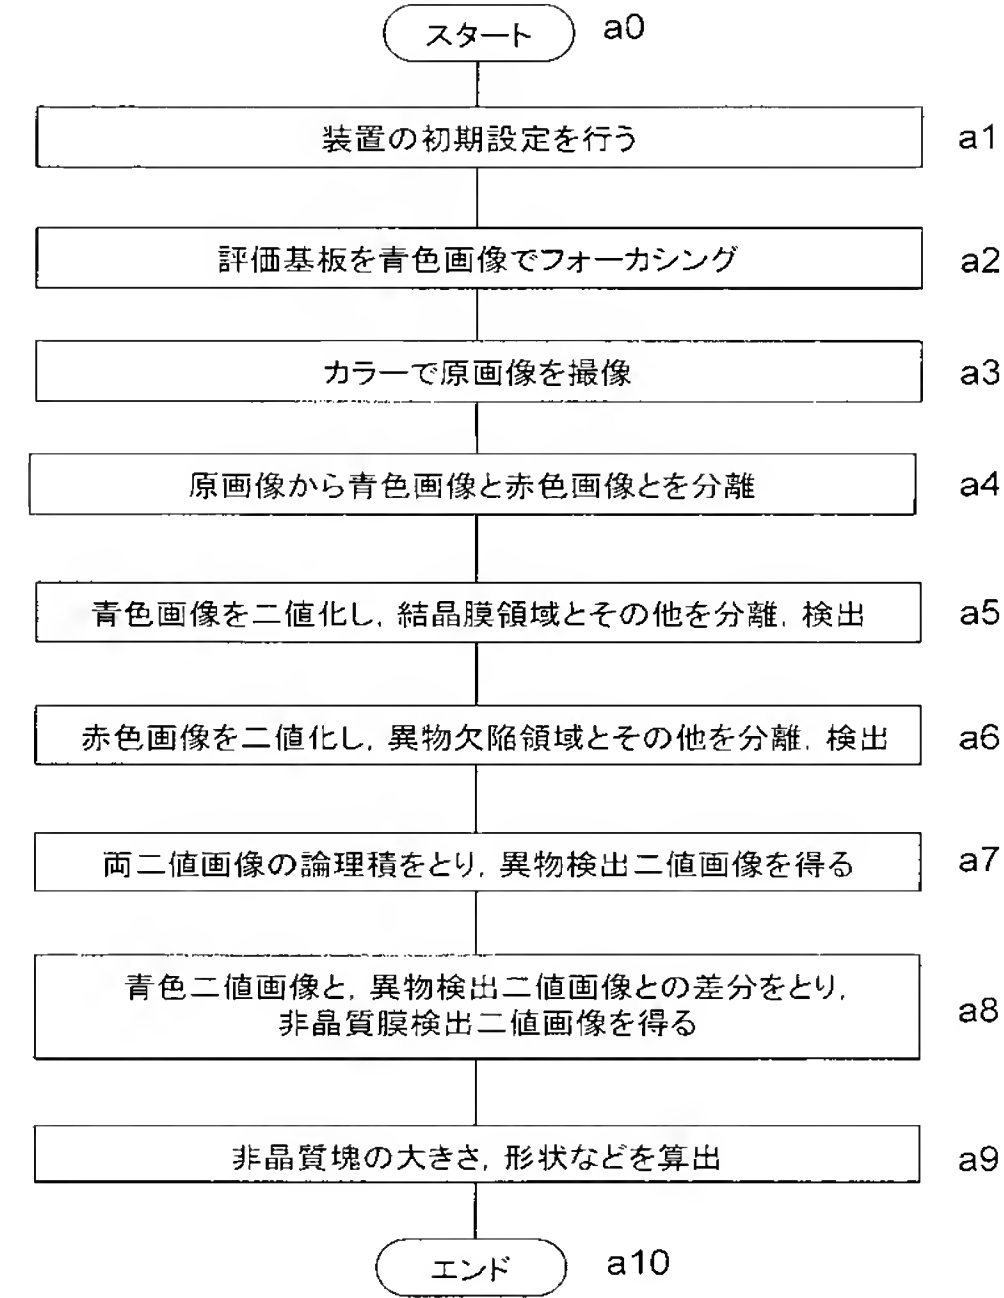 スタート a0
装置の初期設定を行う a1
評価基板を青色画像でフォーカシング a2
カラーで原画像を撮像 a3
原画像から青色画像と赤色画像とを分離 a4
青色画像を二値化し, 結晶膜領域とその他を分離, 検出 a5
赤色画像を二値化し, 異物欠陥領域とその他を分離, 検出 a6
両二値画像の論理積をとり, 異物検出二値画像を得る a7
青色二値画像と, 異物検出二値画像との差分をとり,
非晶質膜検出二値画像を得る a8
非晶質塊の大きさ, 形状などを算出 a9
エンド a10